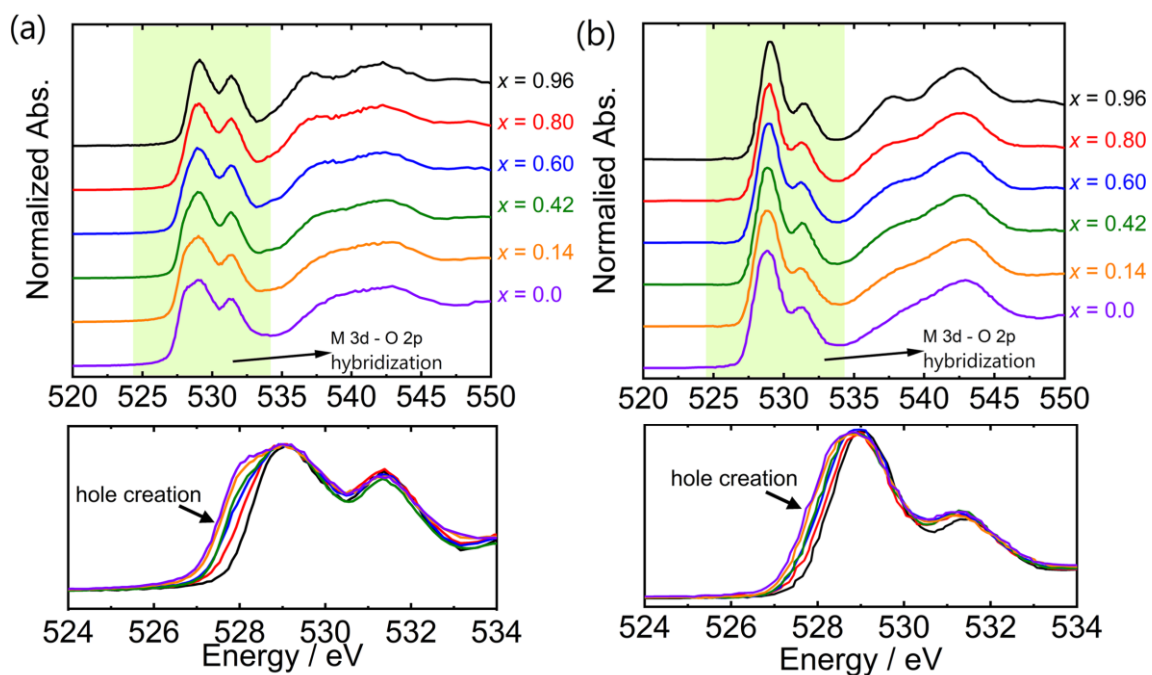 (a)
Normalized Abs.
x = 0.96
x = 0.80
x = 0.60
x = 0.42
x = 0.14
x = 0.0
M 3d - O 2p
hybridization
520 525 530 535 540 545 550
hole creation
524 526 528 530 532 534
Energy / eV
(b)
Normalied Abs.
x = 0.96
x = 0.80
x = 0.60
x = 0.42
x = 0.14
x = 0.0
M 3d - O 2p
hybridization
520 525 530 535 540 545 550
hole creation
524 526 528 530 532 534
Energy / eV